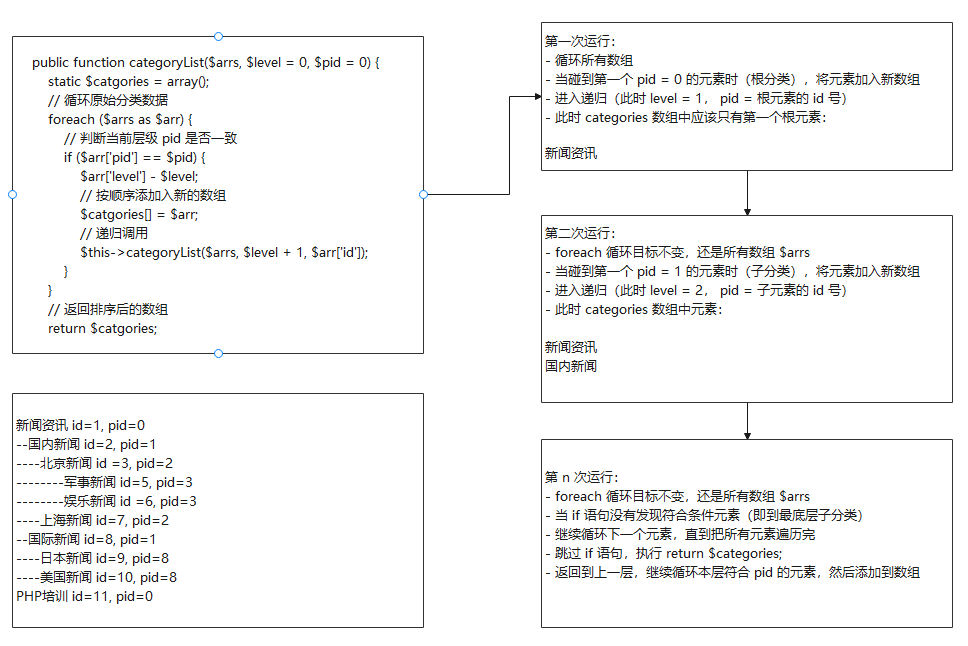 public function categoryList($arrs, $level = 0, $pid = 0) {
static $catgories = array();
// 循环原始分类数据
foreach ($arrs as $arr) {
// 判断当前层级 pid 是否一致
if ($arr['pid'] == $pid) {
$arr['level'] - $level;
// 按顺序添加入新的数组
$catgories[] = $arr;
// 递归调用
$this->categoryList($arrs, $level + 1, $arr['id']);
}
}
// 返回排序后的数组
return $catgories;
新闻资讯 id=1, pid=0
--国内新闻 id=2, pid=1
----北京新闻 id =3, pid=2
--------军事新闻 id=5, pid=3
--------娱乐新闻 id =6, pid=3
----上海新闻 id=7, pid=2
--国际新闻 id=8, pid=1
----日本新闻 id=9, pid=8
----美国新闻 id=10, pid=8
PHP培训 id=11, pid=0
第一次运行：
- 循环所有数组
- 当碰到第一个 pid = 0 的元素时（根分类），将元素加入新数组
- 进入递归（此时 level = 1， pid = 根元素的 id 号）
- 此时 categories 数组中应该只有第一个根元素：
新闻资讯
第二次运行：
- foreach 循环目标不变，还是所有数组 $arrs
- 当碰到第一个 pid = 1 的元素时（子分类），将元素加入新数组
- 进入递归（此时 level = 2， pid = 子元素的 id 号）
- 此时 categories 数组中元素：
新闻资讯
国内新闻
第 n 次运行：
- foreach 循环目标不变，还是所有数组 $arrs
- 当 if 语句没有发现符合条件元素（即到最底层子分类）
- 继续循环下一个元素，直到把所有元素遍历完
- 跳过 if 语句，执行 return $categories;
- 返回到上一层，继续循环本层符合 pid 的元素，然后添加到数组